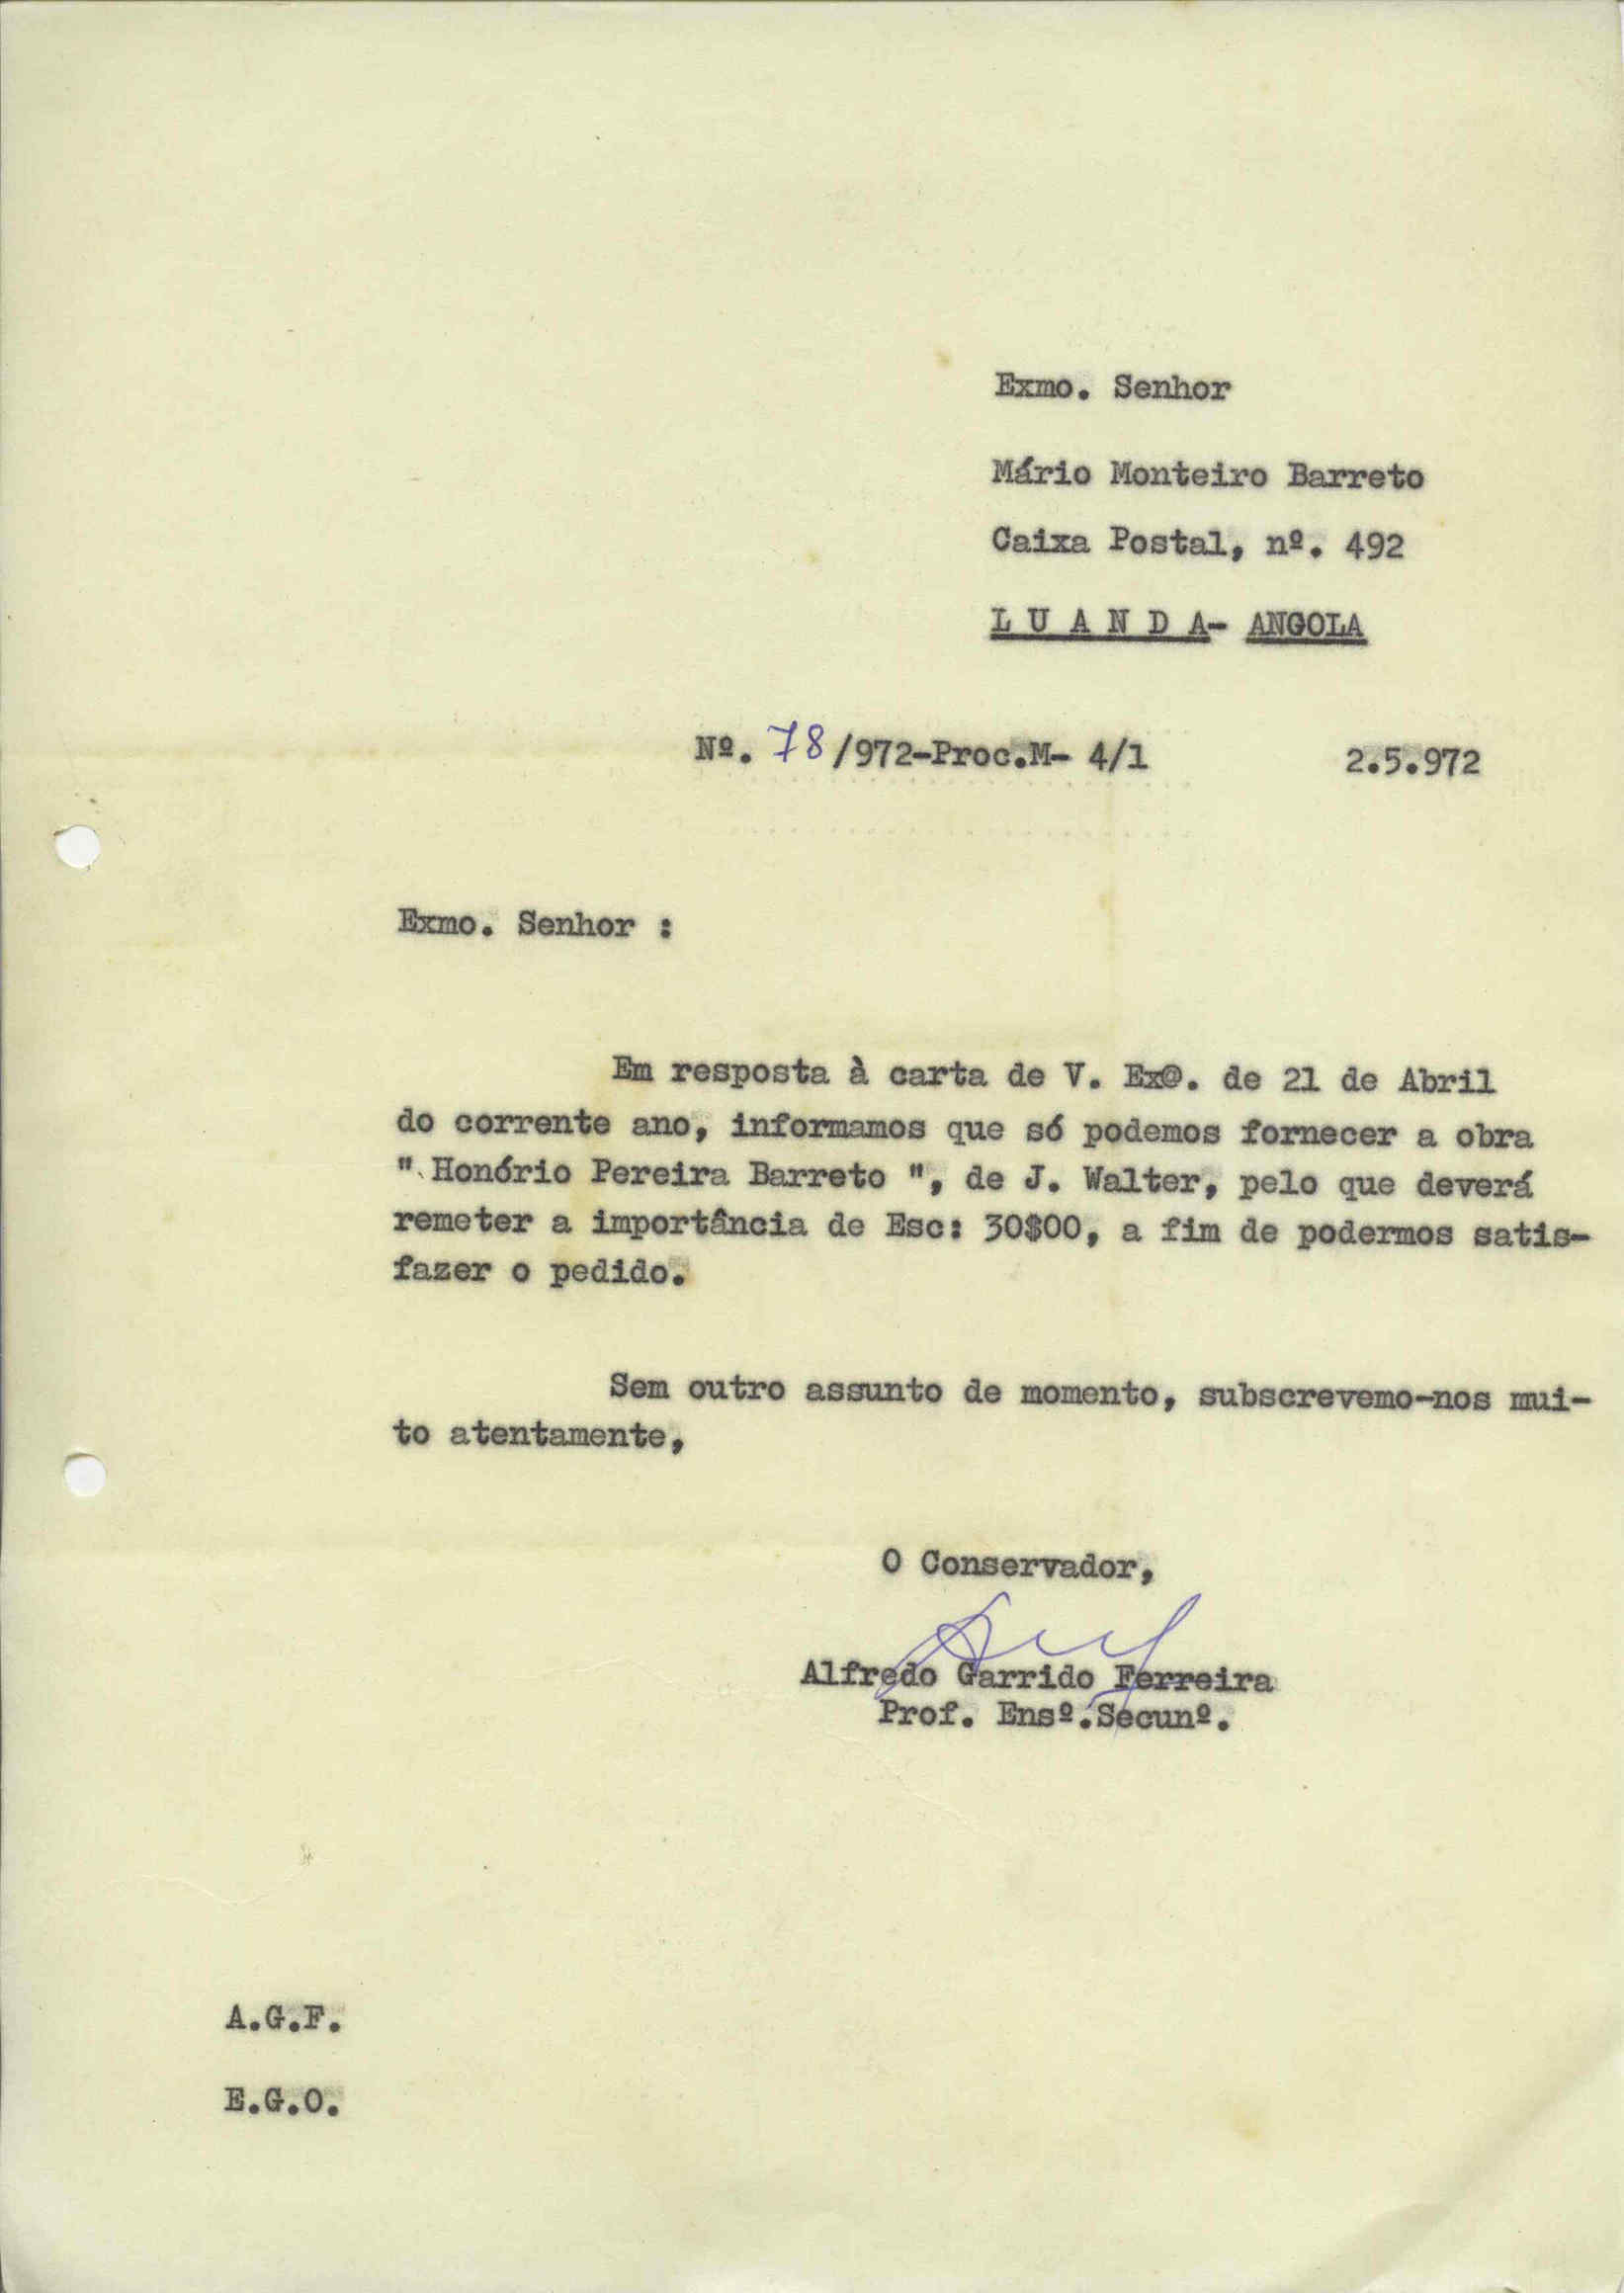 Exmo. Senhor
Mário Monteiro Barreto
Caixa Postal, nº. 492
L U A N D A- ANGOLA
Nº. 78/972-Proc.M- 4/1 2.5.972
Exmo. Senhor :
Em resposta à carta de V. Ex@. de 21 de Abril
do corrente ano, informamos que só podemos fornecer a obra
" Honório Pereira Barreto ", de J. Walter, pelo que deverá
remeter a importância de Esc: 30$00, a fim de podermos satis-
fazer o pedido.
Sem outro assunto de momento, subscrevemo-nos mui-
to atentamente,
O Conservador,
Alfredo Garrido Ferreira
Prof. Ensº.Secunº.
A.G.F.
E.G.O.